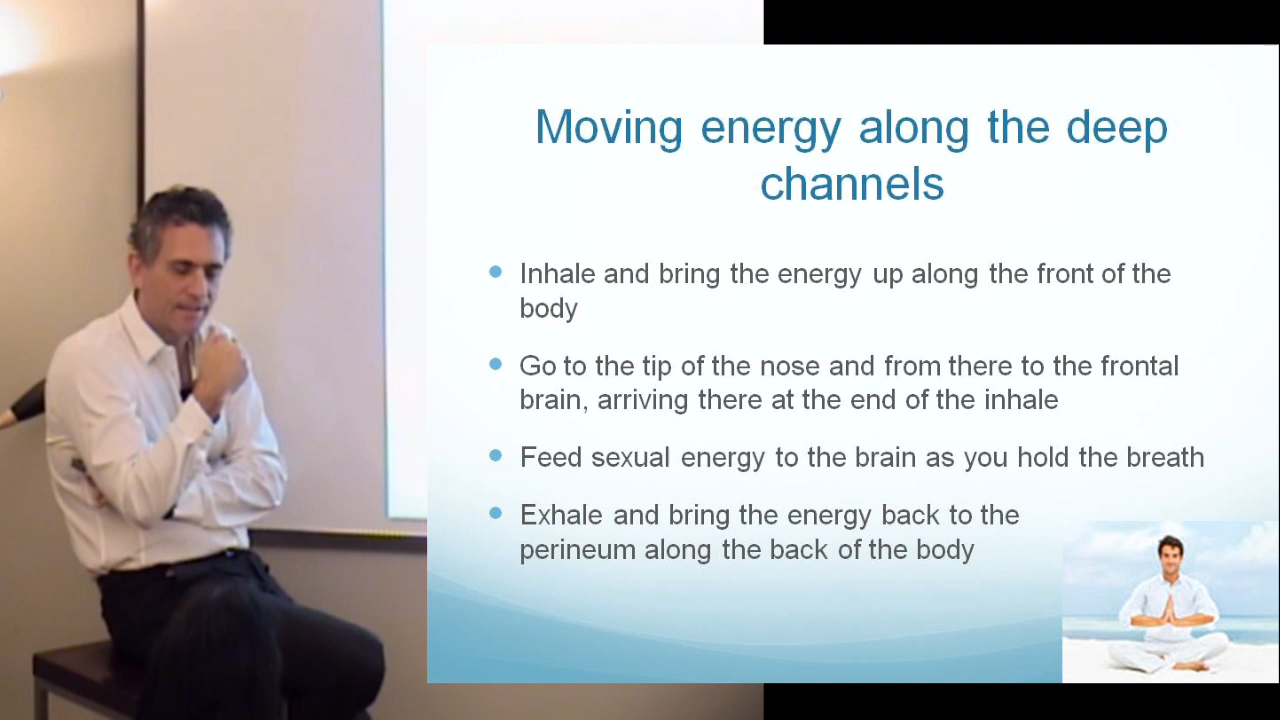 Moving energy along the deep
channels
Inhale and bring the energy up along the front of the
body
Go to the tip of the nose and from there to the frontal
brain, arriving there at the end of the inhale
Feed sexual energy to the brain as you hold the breath
Exhale and bring the energy back to the
perineum along the back of the body